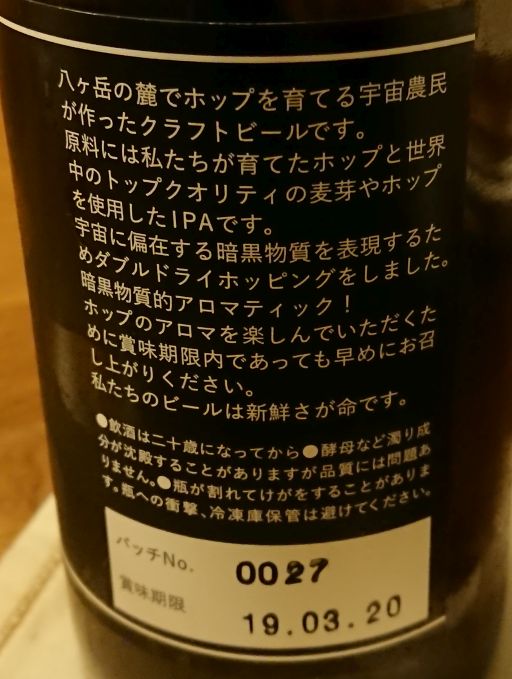 八ヶ岳の麓でホップを育てる宇宙農民
が作ったクラフトビールです。
原料には私たちが育てたホップと世界
中のトップクオリティの麦芽やホップ
を使用したIPAです。
宇宙に偏在する暗黒物質を表現するた
めダブルドライホッピングをしました。
暗黒物質的アロマティック!
ホップのアロマを楽しんでいただくた
めに賞味期限内であっても早めにお召
し上がりください。
私たちのビールは新鮮さが命です。
●飲酒は二十歳になってから●酵母など濁り成
分が沈殿することがありますが品質には問題あ
りません。●瓶が割れてけがをすることがありま
す。瓶への衝撃、冷凍庫保管は避けてください。
バッチNo. 0027
賞味期限 19.03.20